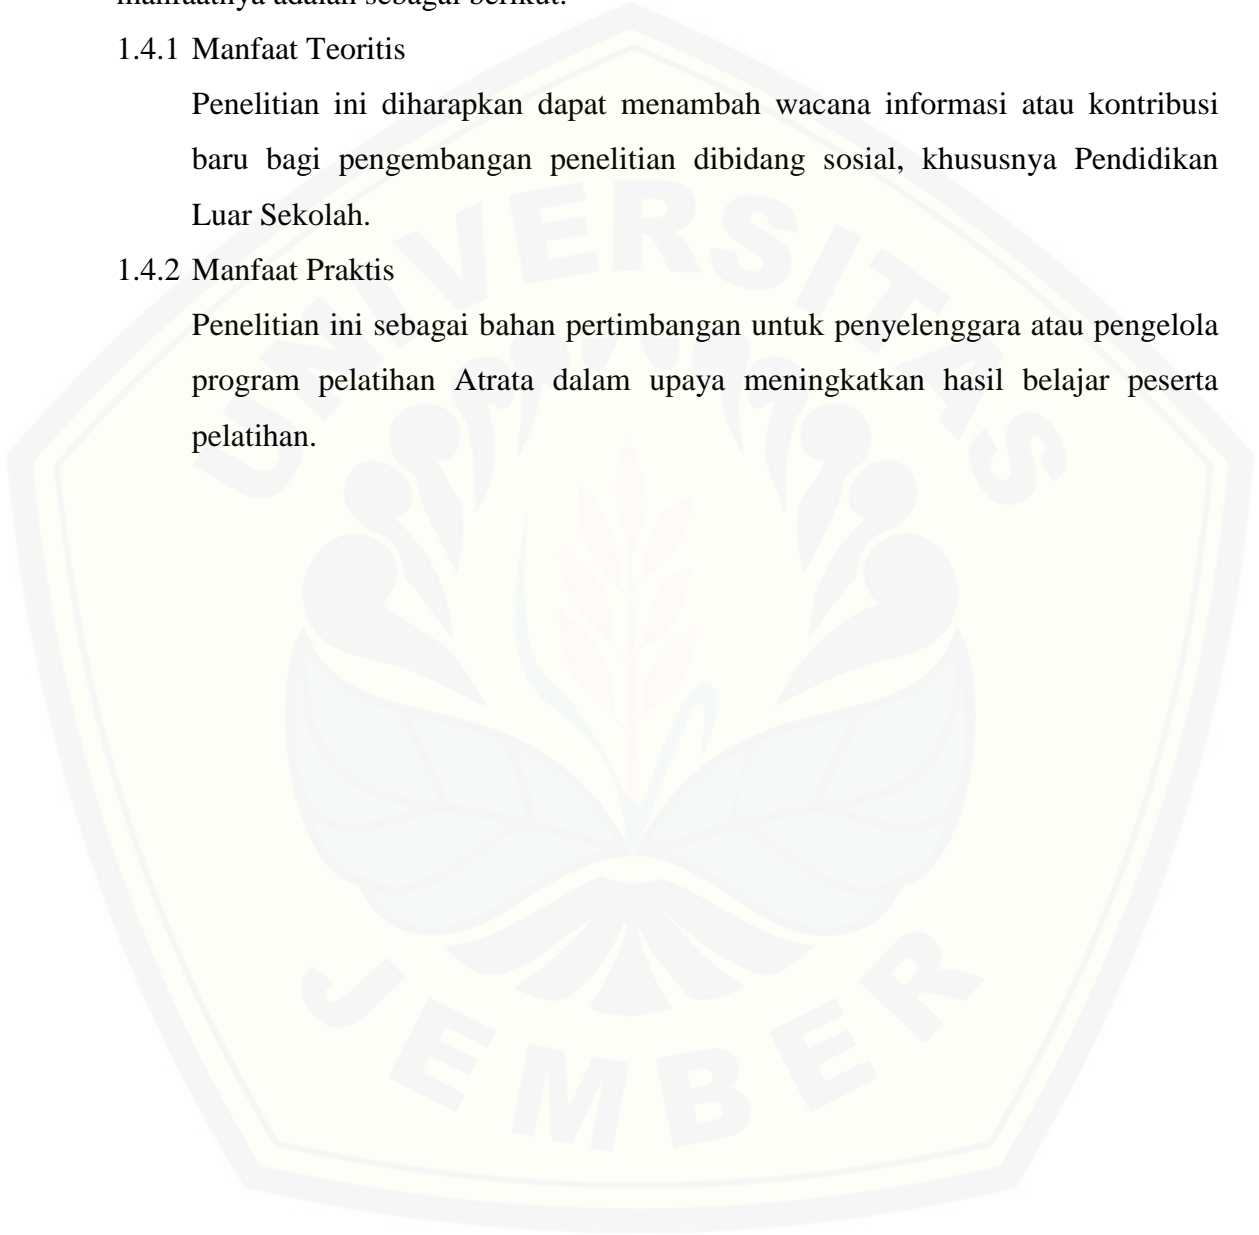 manfaatnya adalah sebagai berikut.
1.4.1 Manfaat Teoritis
Penelitian ini diharapkan dapat menambah wacana informasi atau kontribusi
baru bagi pengembangan penelitian dibidang sosial, khususnya Pendidikan
Luar Sekolah.
1.4.2 Manfaat Praktis
Penelitian ini sebagai bahan pertimbangan untuk penyelenggara atau pengelola
program pelatihan Atrata dalam upaya meningkatkan hasil belajar peserta
pelatihan.
UNIVERSITAS
JEMBER